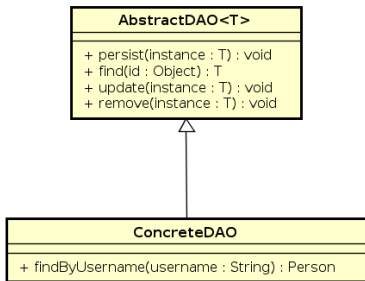 AbstractDAO<T>
+ persist(instance : T) : void
+ find(id : Object) : T
+ update(instance : T) : void
+ remove(instance : T) : void
ConcreteDAO
+ findByUsername(username : String) : Person